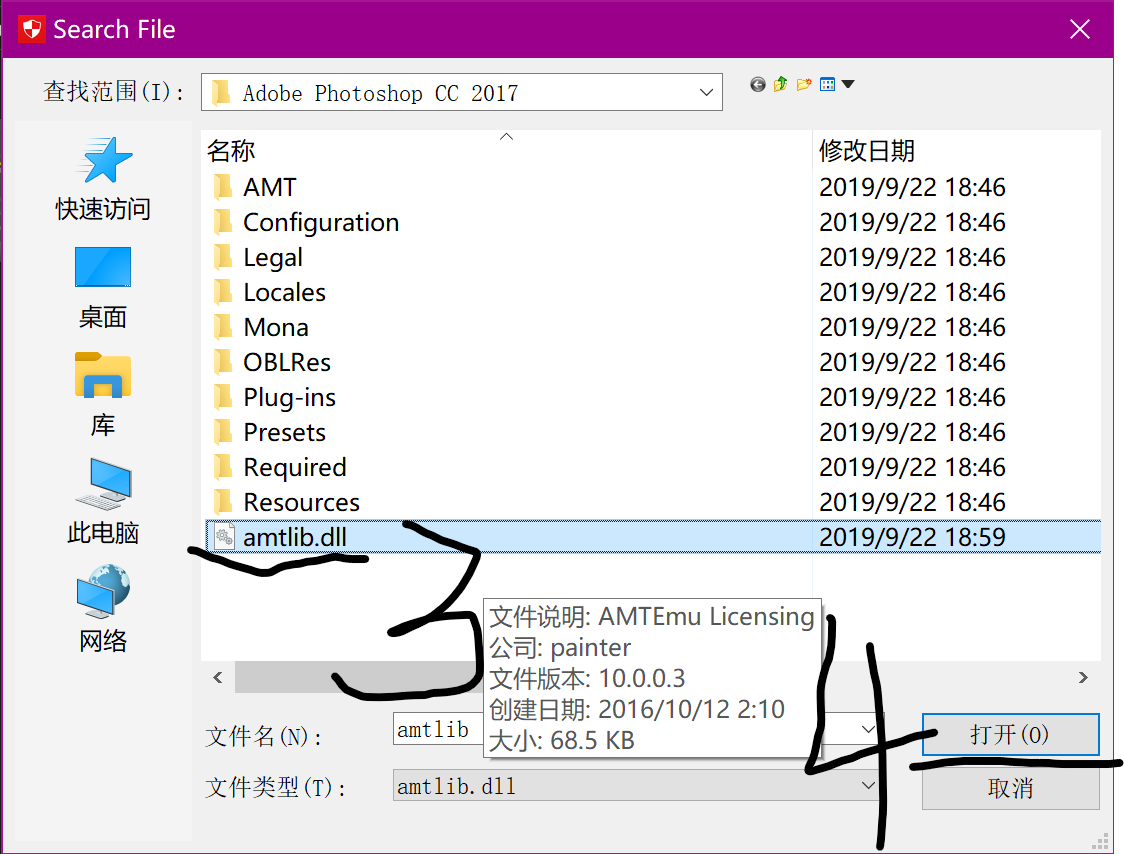 Search File
查找范围(I):
Adobe Photoshop CC 2017
名称
修改日期
AMT
2019/9/22 18:46
Configuration
2019/9/22 18:46
Legal
2019/9/22 18:46
Locales
2019/9/22 18:46
Mona
2019/9/22 18:46
OBLRes
2019/9/22 18:46
Plug-ins
2019/9/22 18:46
Presets
2019/9/22 18:46
Required
2019/9/22 18:46
Resources
2019/9/22 18:46
amtlib.dll
2019/9/22 18:59
快速访问
桌面
库
此电脑
网络
3
文件说明: AMTEmu Licensing
公司: painter
文件版本: 10.0.0.3
创建日期: 2016/10/12 2:10
大小: 68.5 KB
4
文件名(N):
amtlib
打开(O)
文件类型(T):
amtlib.dll
取消